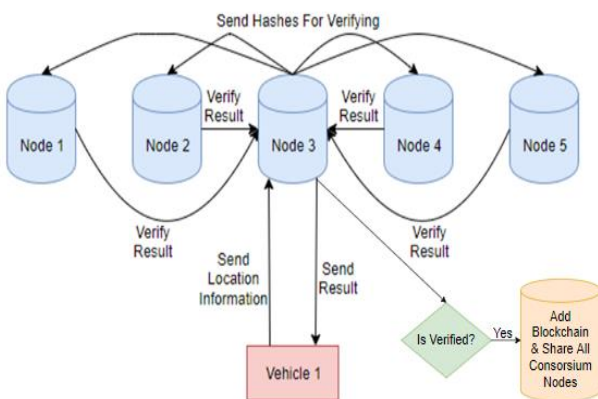 Send Hashes For Verifying
Node 1
Node 2
Verify
Result
Node 3
Verify
Result
Node 4
Node 5
Verify
Result
Verify
Result
Send
Location
Information
Send
Result
Vehicle 1
Is Verified?
Yes
Add
Blockchain
& Share All
Consorsium
Nodes